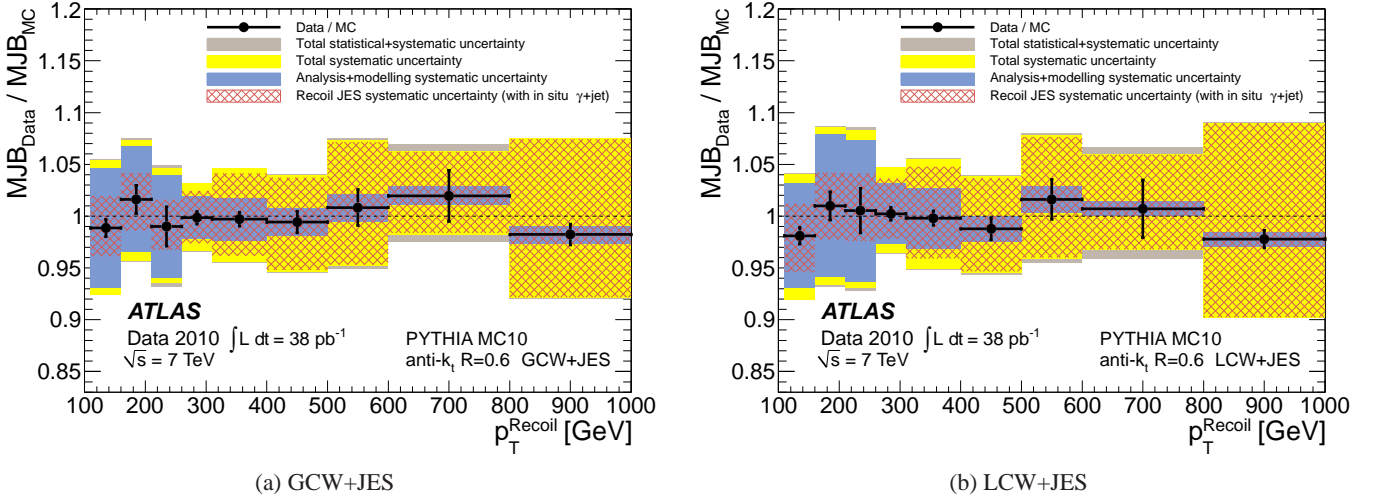 MJB_Data / MJB_MC
1.2
1.15
1.1
1.05
1
0.95
0.9
0.85
Data / MC
Total statistical+systematic uncertainty
Total systematic uncertainty
Analysis+modelling systematic uncertainty
Recoil JES systematic uncertainty (with in situ γ+jet)
ATLAS
Data 2010 ∫L dt = 38 pb⁻¹ PYTHIA MC10
√s = 7 TeV anti-k_t R=0.6 GCW+JES
100 200 300 400 500 600 700 800 900 1000
p_T^Recoil [GeV]
(a) GCW+JES
MJB_Data / MJB_MC
1.2
1.15
1.1
1.05
1
0.95
0.9
0.85
Data / MC
Total statistical+systematic uncertainty
Total systematic uncertainty
Analysis+modelling systematic uncertainty
Recoil JES systematic uncertainty (with in situ γ+jet)
ATLAS
Data 2010 ∫L dt = 38 pb⁻¹ PYTHIA MC10
√s = 7 TeV anti-k_t R=0.6 LCW+JES
100 200 300 400 500 600 700 800 900 1000
p_T^Recoil [GeV]
(b) LCW+JES